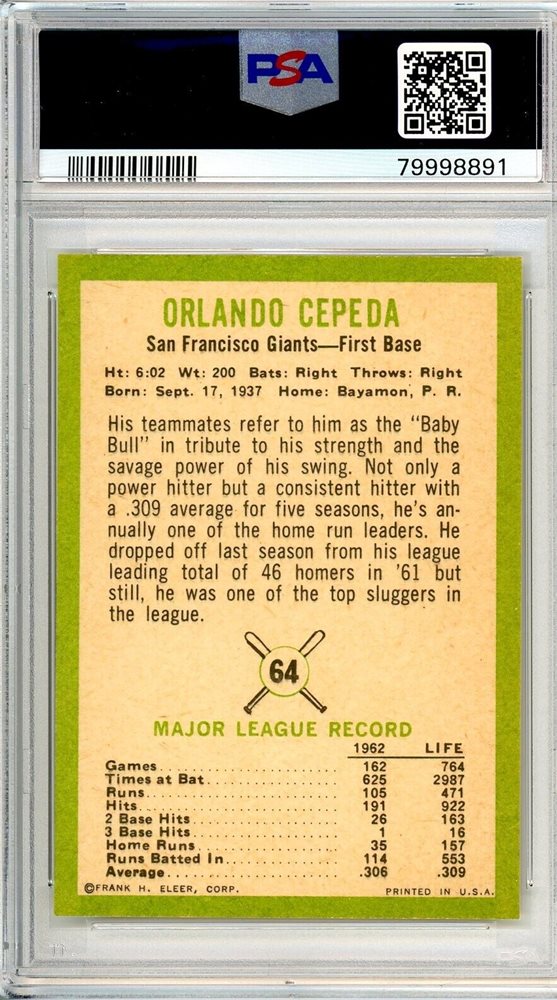 PSA
79998891
ORLANDO CEPEDA
San Francisco Giants—First Base
Ht: 6:02 Wt: 200 Bats: Right Throws: Right
Born: Sept. 17, 1937 Home: Bayamon, P. R.
His teammates refer to him as the "Baby
Bull" in tribute to his strength and the
savage power of his swing. Not only a
power hitter but a consistent hitter with
a .309 average for five seasons, he's an-
nually one of the home run leaders. He
dropped off last season from his league
leading total of 46 homers in '61 but
still, he was one of the top sluggers in
the league.
64
MAJOR LEAGUE RECORD
1962 LIFE
Games 162 764
Times at Bat 625 2987
Runs 105 471
Hits 191 922
2 Base Hits 26 163
3 Base Hits 1 16
Home Runs 35 157
Runs Batted In 114 553
Average .306 .309
©FRANK H. ELEER, CORP. PRINTED IN U.S.A.